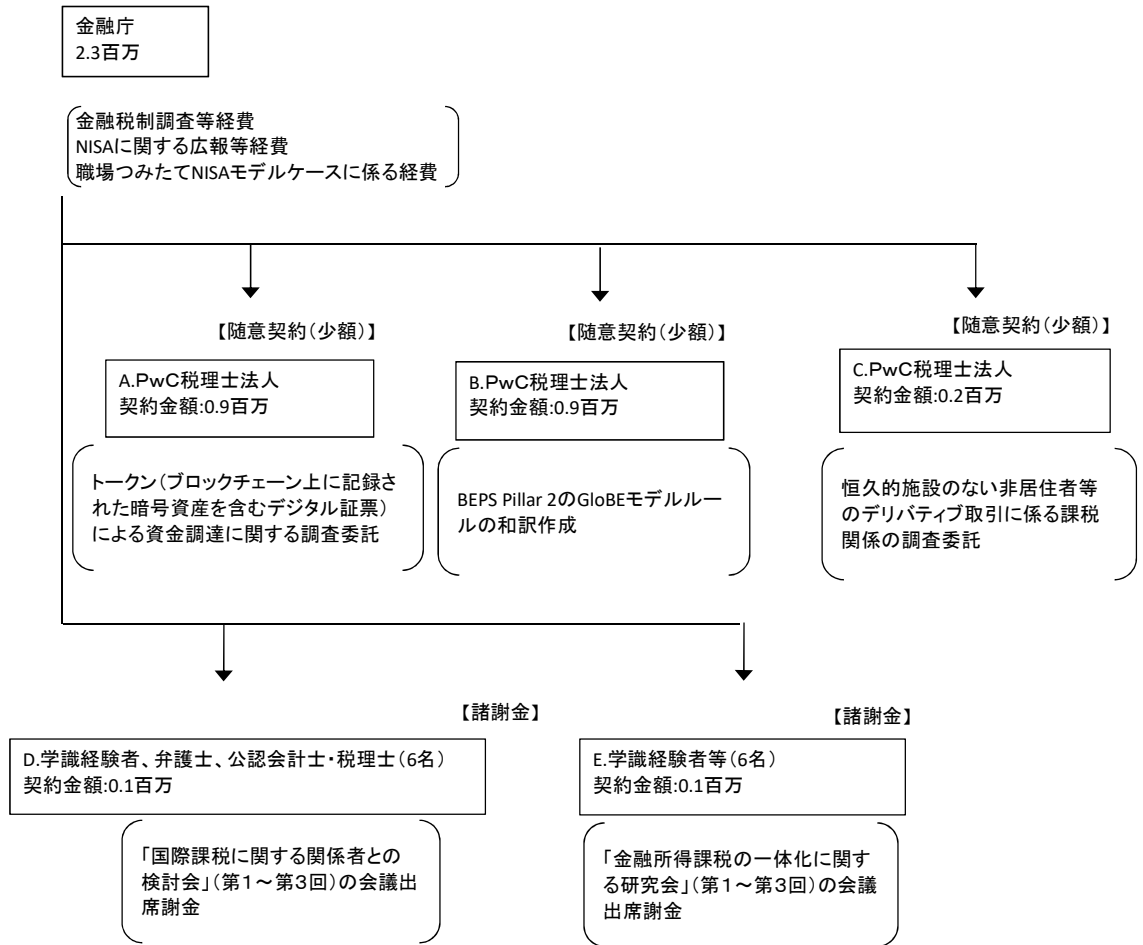 金融庁
2.3百万
金融税制調査等経費
NISAに関する広報等経費
職場つみたてNISAモデルケースに係る経費
【随意契約(少額)】
A.PwC税理士法人
契約金額:0.9百万
トークン(ブロックチェーン上に記録さ
れた暗号資産を含むデジタル証票)
による資金調達に関する調査委託
【随意契約(少額)】
B.PwC税理士法人
契約金額:0.9百万
BEPS Pillar 2のGloBEモデルルー
ルの和訳作成
【随意契約(少額)】
C.PwC税理士法人
契約金額:0.2百万
恒久的施設のない非居住者等
のデリバティブ取引に係る課税
関係の調査委託
【諸謝金】
D.学識経験者、弁護士、公認会計士・税理士(6名)
契約金額:0.1百万
「国際課税に関する関係者との
検討会」(第1~第3回)の会議出
席謝金
【諸謝金】
E.学識経験者等(6名)
契約金額:0.1百万
「金融所得課税の一体化に関す
る研究会」(第1~第3回)の会議
出席謝金